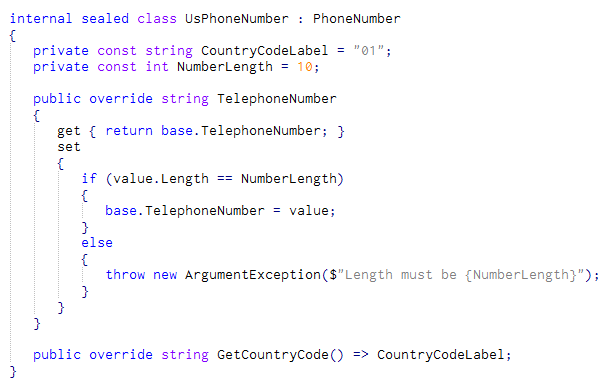 internal sealed class UsPhoneNumber : PhoneNumber
{
    private const string CountryCodeLabel = "01";
    private const int NumberLength = 10;

    public override string TelephoneNumber
    {
        get { return base.TelephoneNumber; }
        set
        {
            if (value.Length == NumberLength)
            {
                base.TelephoneNumber = value;
            }
            else
            {
                throw new ArgumentException($"Length must be {NumberLength}");
            }
        }
    }

    public override string GetCountryCode() => CountryCodeLabel;
}